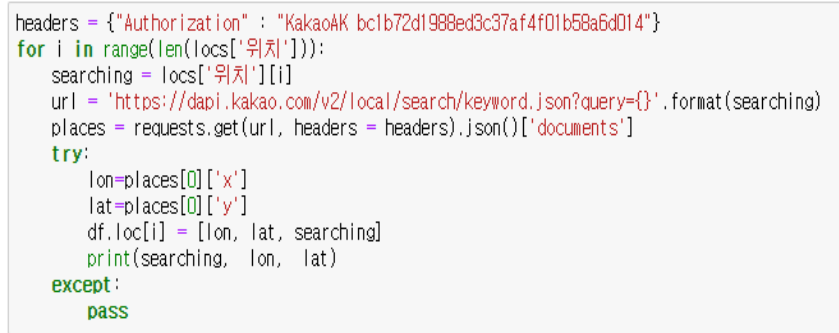 headers = {"Authorization" : "KakaoAK bc1b72d1988ed3c37af4f01b58a6d014"}
for i in range(len(locs['위치'])):
    searching = locs['위치'][i]
    url = 'https://dapi.kakao.com/v2/local/search/keyword.json?query={}'.format(searching)
    places = requests.get(url, headers = headers).json()['documents']
    try:
        lon=places[0]['x']
        lat=places[0]['y']
        df.loc[i] = [lon, lat, searching]
        print(searching,  lon,  lat)
    except:
        pass